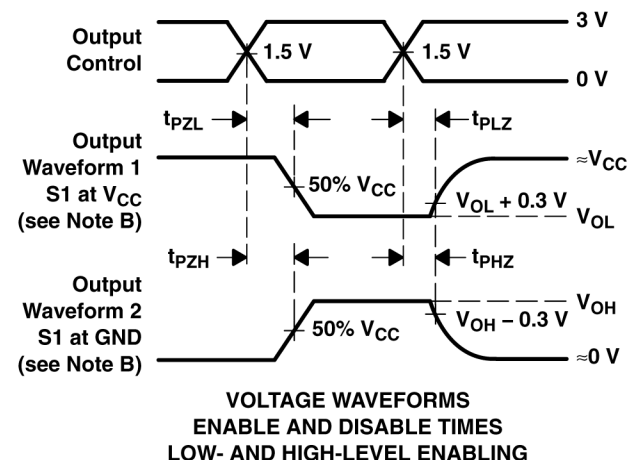 3 V
Output
Control
1.5 V
1.5 V
0 V
tPZL
tPLZ
Output
Waveform 1
S1 at VCC
(see Note B)
≈VCC
50% VCC
VOL + 0.3 V
VOL
tPZH
tPHZ
Output
Waveform 2
S1 at GND
(see Note B)
VOH
50% VCC
VOH − 0.3 V
≈0 V
VOLTAGE WAVEFORMS
ENABLE AND DISABLE TIMES
LOW- AND HIGH-LEVEL ENABLING